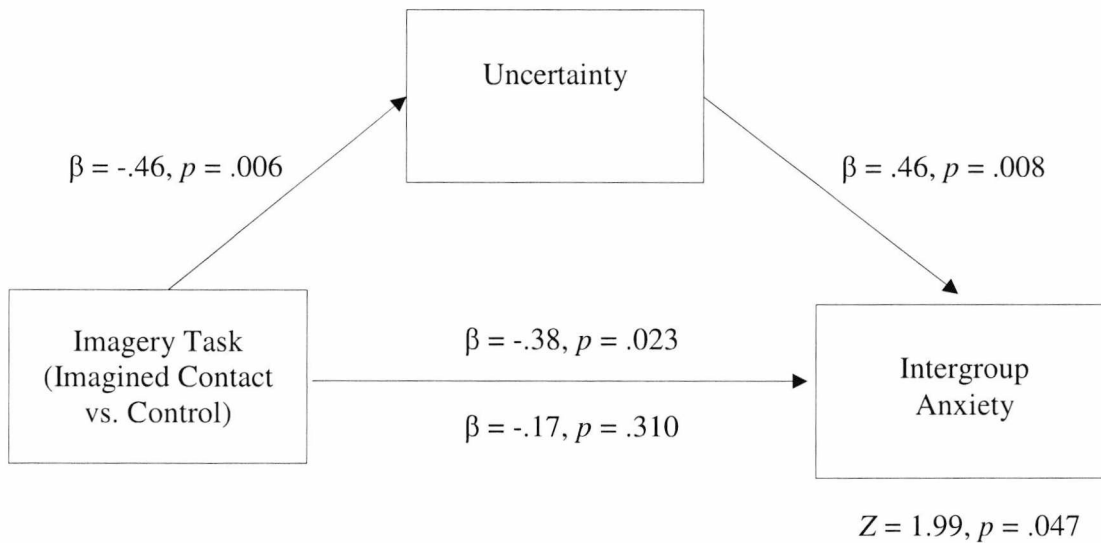 Uncertainty
β = -.46, p = .006
β = .46, p = .008
Imagery Task
(Imagined Contact
vs. Control)
β = -.38, p = .023
β = -.17, p = .310
Intergroup
Anxiety
Z = 1.99, p = .047